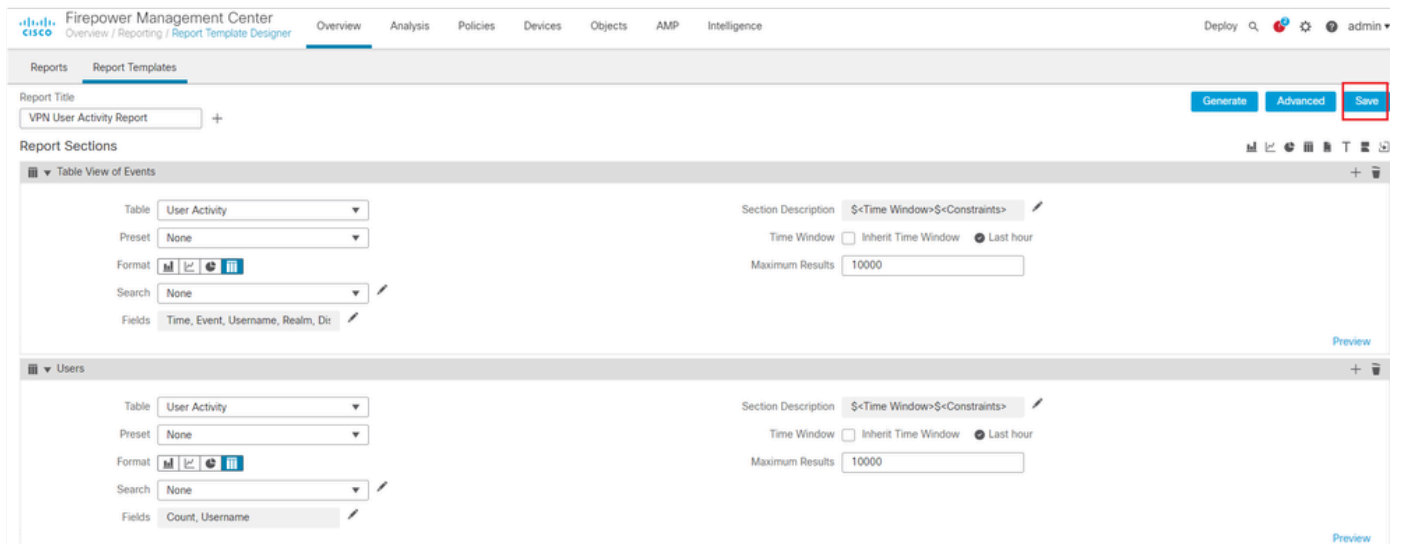 Firepower Management Center
CISCO Overview / Reporting / Report Template Designer
Overview Analysis Policies Devices Objects AMP Intelligence
Deploy 2 admin
Reports Report Templates
Report Title
VPN User Activity Report
Generate Advanced Save
Report Sections
Table View of Events
Table User Activity
Section Description $<Time Window>$<Constraints>
Preset None
Time Window Inherit Time Window Last hour
Format
Maximum Results 10000
Search None
Fields Time, Event, Username, Realm, Dis
Preview
Users
Table User Activity
Section Description $<Time Window>$<Constraints>
Preset None
Time Window Inherit Time Window Last hour
Format
Maximum Results 10000
Search None
Fields Count, Username
Preview